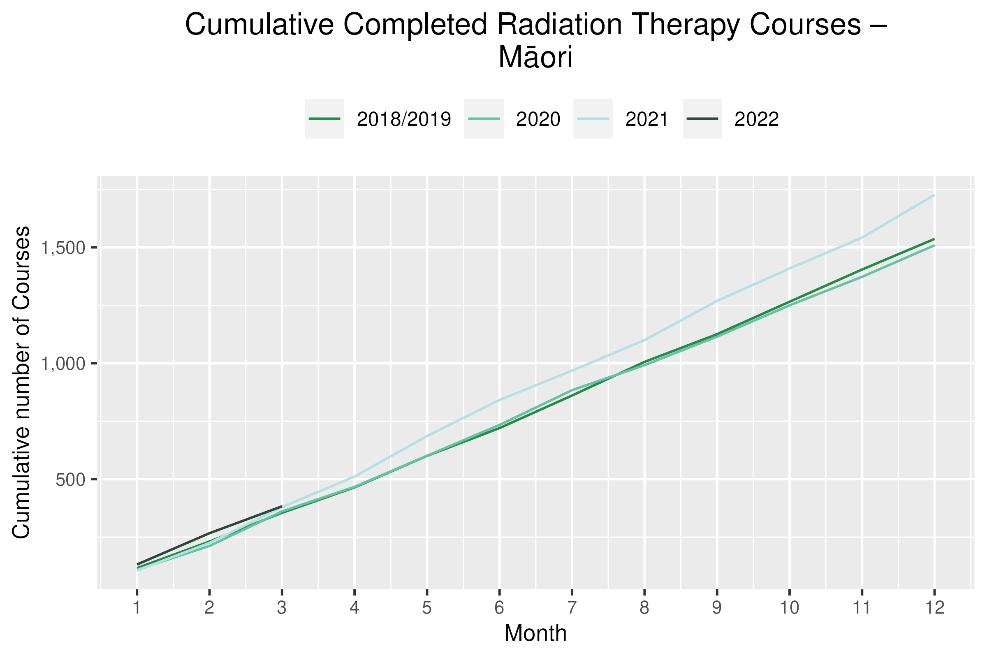 Cumulative Completed Radiation Therapy Courses –
Māori
2018/2019 2020 2021 2022
Cumulative number of Courses
1,500
1,000
500
1 2 3 4 5 6 7 8 9 10 11 12
Month